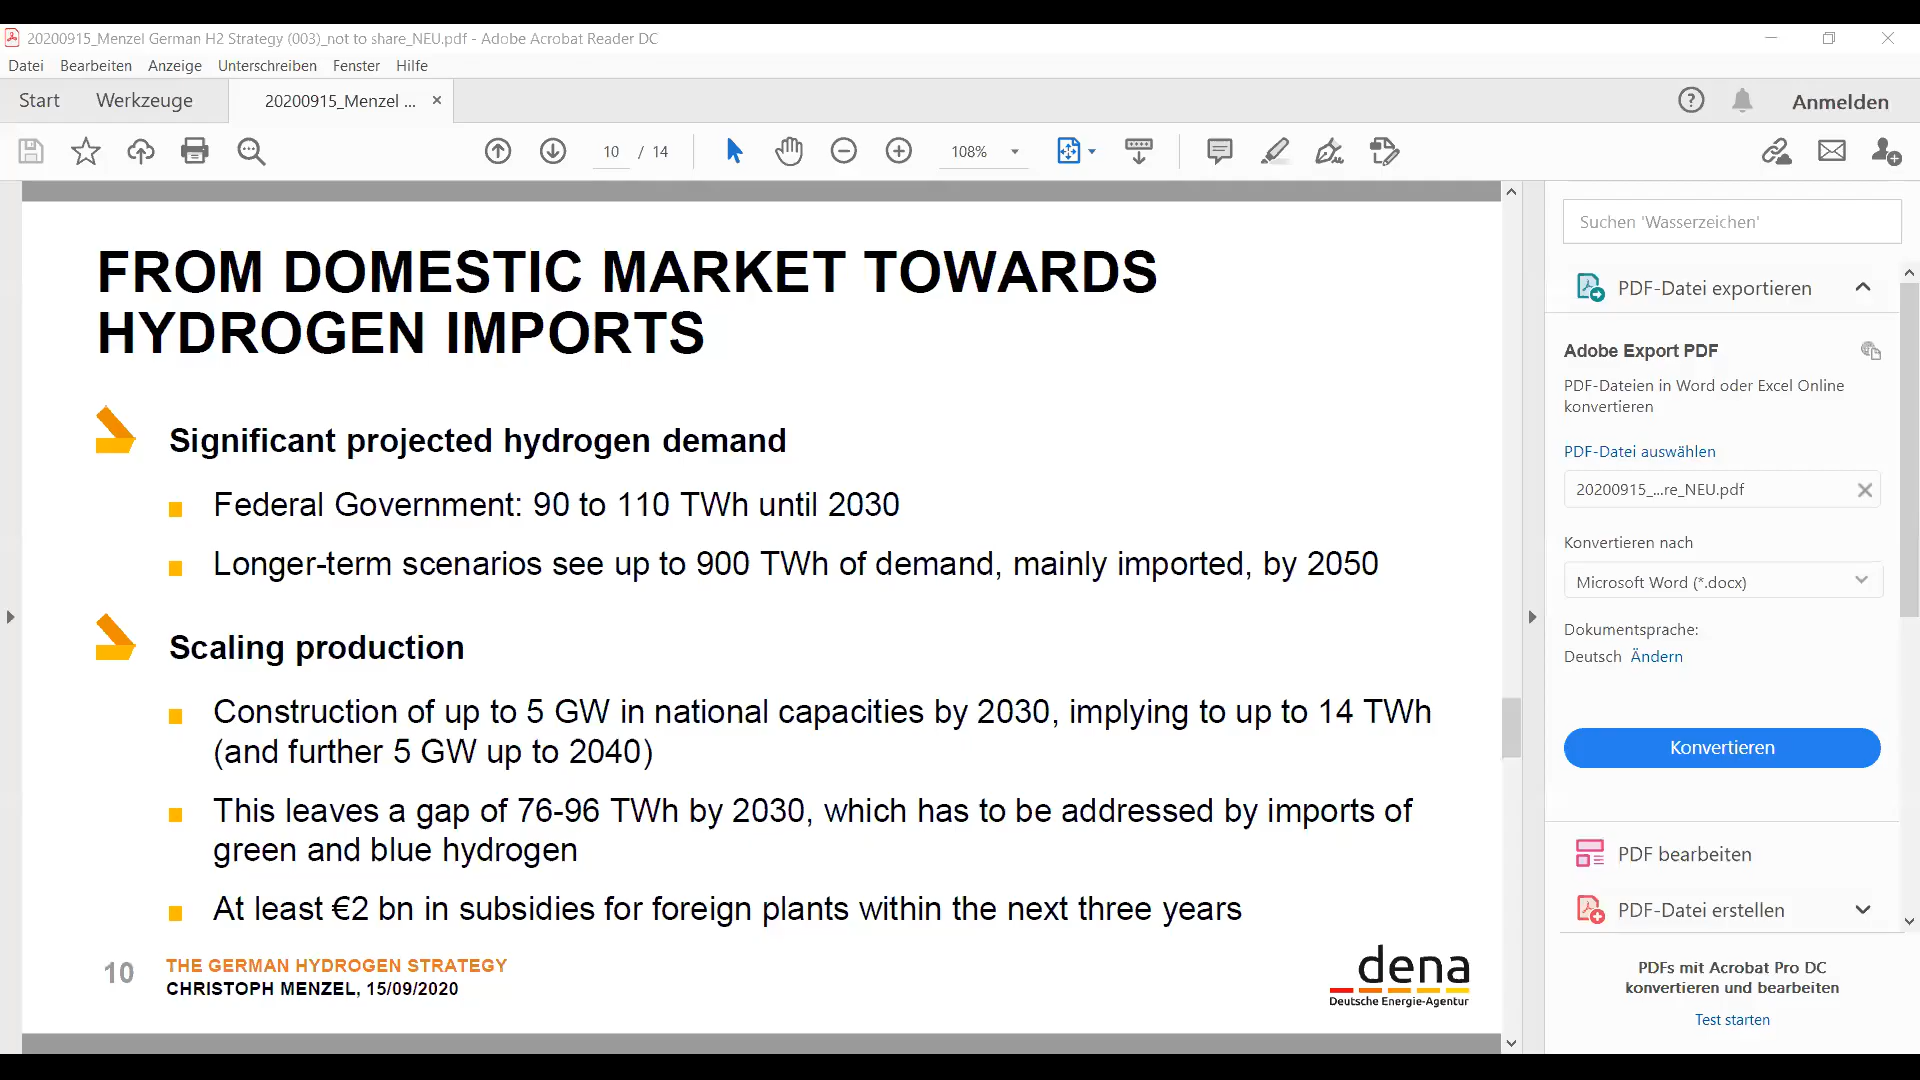 20200915_Menzel German H2 Strategy (003)_not to share_NEU.pdf - Adobe Acrobat Reader DC
Datei Bearbeiten Anzeige Unterschreiben Fenster Hilfe
Start Werkzeuge 20200915_Menzel ... Anmelden
10 / 14 108%
FROM DOMESTIC MARKET TOWARDS
HYDROGEN IMPORTS
Significant projected hydrogen demand
Federal Government: 90 to 110 TWh until 2030
Longer-term scenarios see up to 900 TWh of demand, mainly imported, by 2050
Scaling production
Construction of up to 5 GW in national capacities by 2030, implying to up to 14 TWh
(and further 5 GW up to 2040)
This leaves a gap of 76-96 TWh by 2030, which has to be addressed by imports of
green and blue hydrogen
At least €2 bn in subsidies for foreign plants within the next three years
10
THE GERMAN HYDROGEN STRATEGY
CHRISTOPH MENZEL, 15/09/2020
dena
Deutsche Energie-Agentur
Suchen 'Wasserzeichen'
PDF-Datei exportieren
Adobe Export PDF
PDF-Dateien in Word oder Excel Online
konvertieren
PDF-Datei auswählen
20200915_...re_NEU.pdf
Konvertieren nach
Microsoft Word (*.docx)
Dokumentsprache:
Deutsch Ändern
Konvertieren
PDF bearbeiten
PDF-Datei erstellen
PDFs mit Acrobat Pro DC
konvertieren und bearbeiten
Test starten